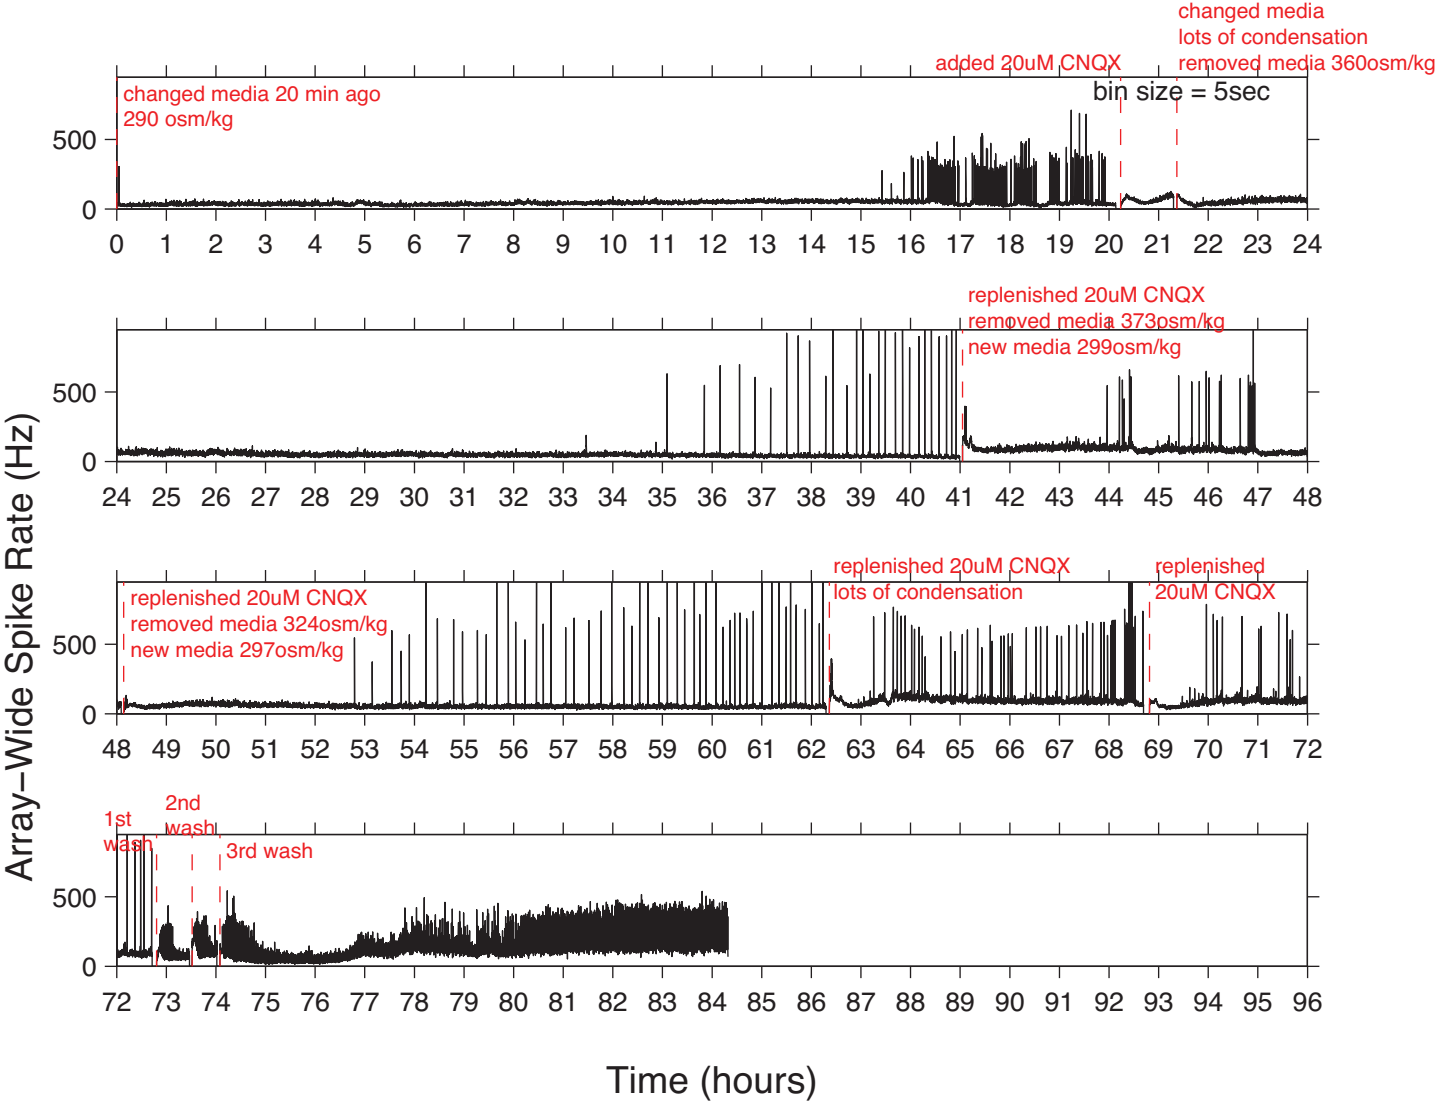 changed media
lots of condensation
added 20uM CNQX
removed media 360osm/kg
changed media 20 min ago
bin size = 5sec
290 osm/kg
500
0
0 1 2 3 4 5 6 7 8 9 10 11 12 13 14 15 16 17 18 19 20 21 22 23 24
replenished 20uM CNQX
removed media 373osm/kg
new media 299osm/kg
500
0
24 25 26 27 28 29 30 31 32 33 34 35 36 37 38 39 40 41 42 43 44 45 46 47 48
replenished 20uM CNQX
lots of condensation
replenished
20uM CNQX
replenished 20uM CNQX
removed media 324osm/kg
new media 297osm/kg
500
0
48 49 50 51 52 53 54 55 56 57 58 59 60 61 62 63 64 65 66 67 68 69 70 71 72
1st
wash
2nd
wash
3rd wash
500
0
72 73 74 75 76 77 78 79 80 81 82 83 84 85 86 87 88 89 90 91 92 93 94 95 96
Array−Wide Spike Rate (Hz)
Time (hours)